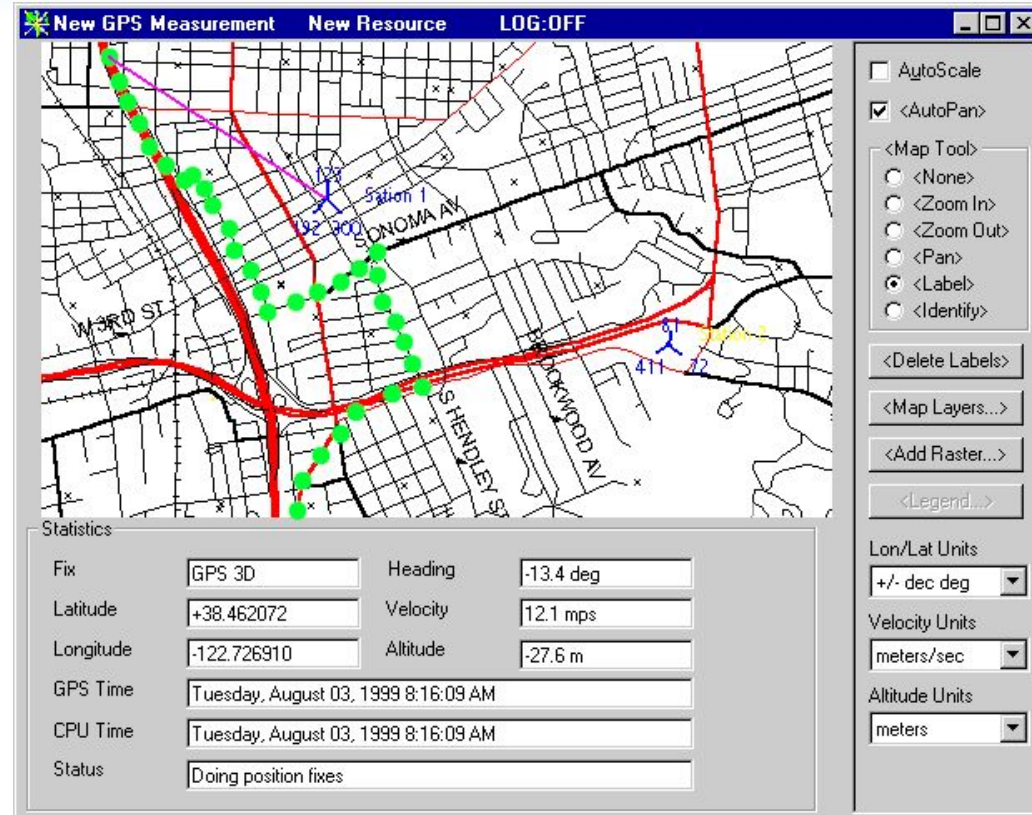 New GPS Measurement New Resource LOG:OFF
AutoScale
<AutoPan>
<Map Tool>
<None>
<Zoom In>
<Zoom Out>
<Pan>
<Label>
<Identify>
<Delete Labels>
<Map Layers...>
<Add Raster...>
<Legend...>
Lon/Lat Units
+/- dec deg
Velocity Units
meters/sec
Altitude Units
meters
123
Sation 1
192 300
SONOMA AV
W 3RD ST
81
Station 2
411 72
BROOKWOOD AV
S HENDLEY ST
Statistics
Fix GPS 3D Heading -13.4 deg
Latitude +38.462072 Velocity 12.1 mps
Longitude -122.726910 Altitude -27.6 m
GPS Time Tuesday, August 03, 1999 8:16:09 AM
CPU Time Tuesday, August 03, 1999 8:16:09 AM
Status Doing position fixes